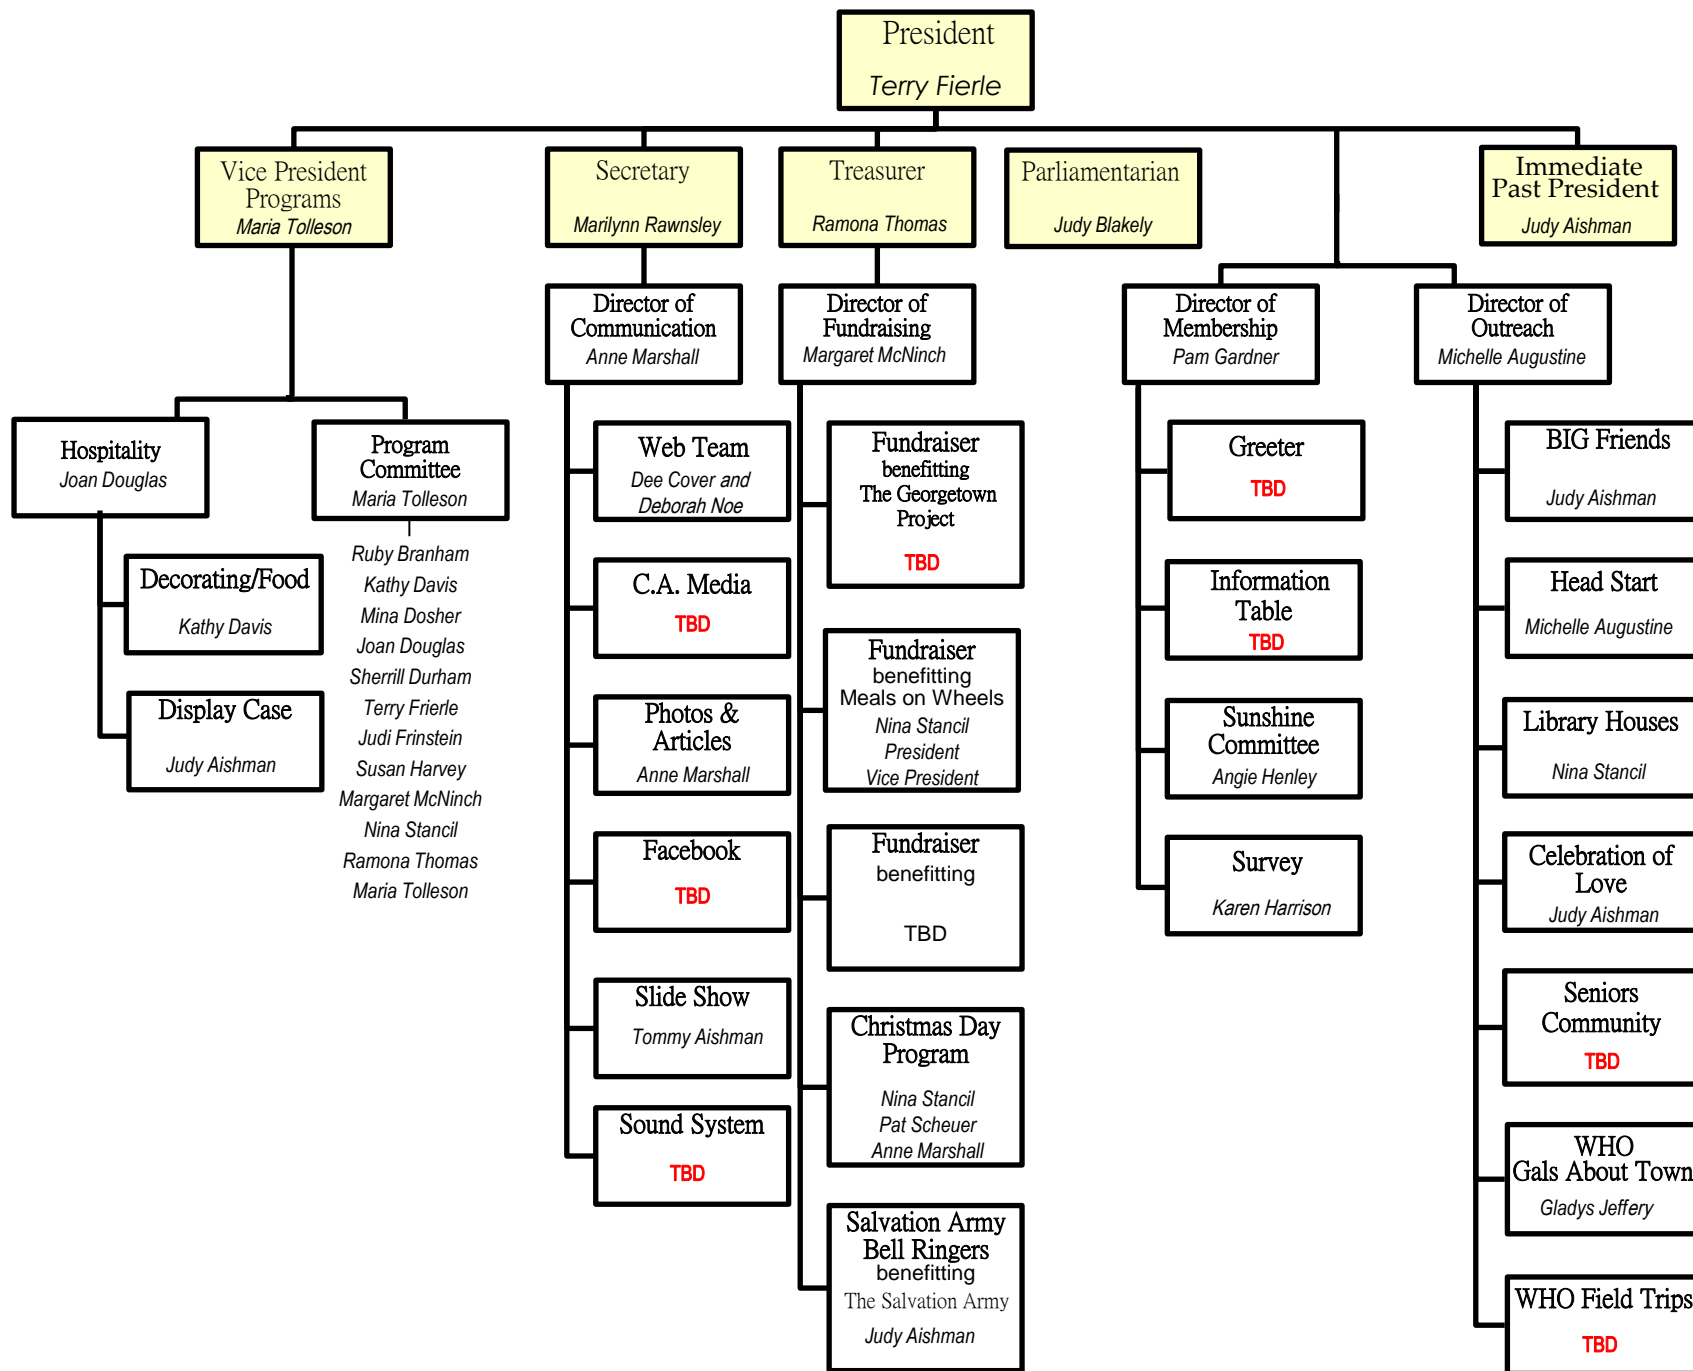 President
Terry Fierle
Vice President
Programs
Maria Tolleson
Secretary
Marilynn Rawnsley
Treasurer
Ramona Thomas
Parliamentarian
Judy Blakely
Immediate
Past President
Judy Aishman
Director of
Communication
Anne Marshall
Director of
Fundraising
Margaret McNinch
Director of
Membership
Pam Gardner
Director of
Outreach
Michelle Augustine
Hospitality
Joan Douglas
Decorating/Food
Kathy Davis
Display Case
Judy Aishman
Program
Committee
Maria Tolleson
Ruby Branham
Kathy Davis
Mina Dosher
Joan Douglas
Sherrill Durham
Terry Frierle
Judi Frinstein
Susan Harvey
Margaret McNinch
Nina Stancil
Ramona Thomas
Maria Tolleson
Web Team
Dee Cover and
Deborah Noe
C.A. Media
TBD
Photos &
Articles
Anne Marshall
Facebook
TBD
Slide Show
Tommy Aishman
Sound System
TBD
Fundraiser
benefitting
The Georgetown
Project
TBD
Fundraiser
benefitting
Meals on Wheels
Nina Stancil
President
Vice President
Fundraiser
benefitting
TBD
Christmas Day
Program
Nina Stancil
Pat Scheuer
Anne Marshall
Salvation Army
Bell Ringers
benefitting
The Salvation Army
Judy Aishman
Greeter
TBD
Information
Table
TBD
Sunshine
Committee
Angie Henley
Survey
Karen Harrison
BIG Friends
Judy Aishman
Head Start
Michelle Augustine
Library Houses
Nina Stancil
Celebration of
Love
Judy Aishman
Seniors
Community
TBD
WHO
Gals About Town
Gladys Jeffery
WHO Field Trips
TBD